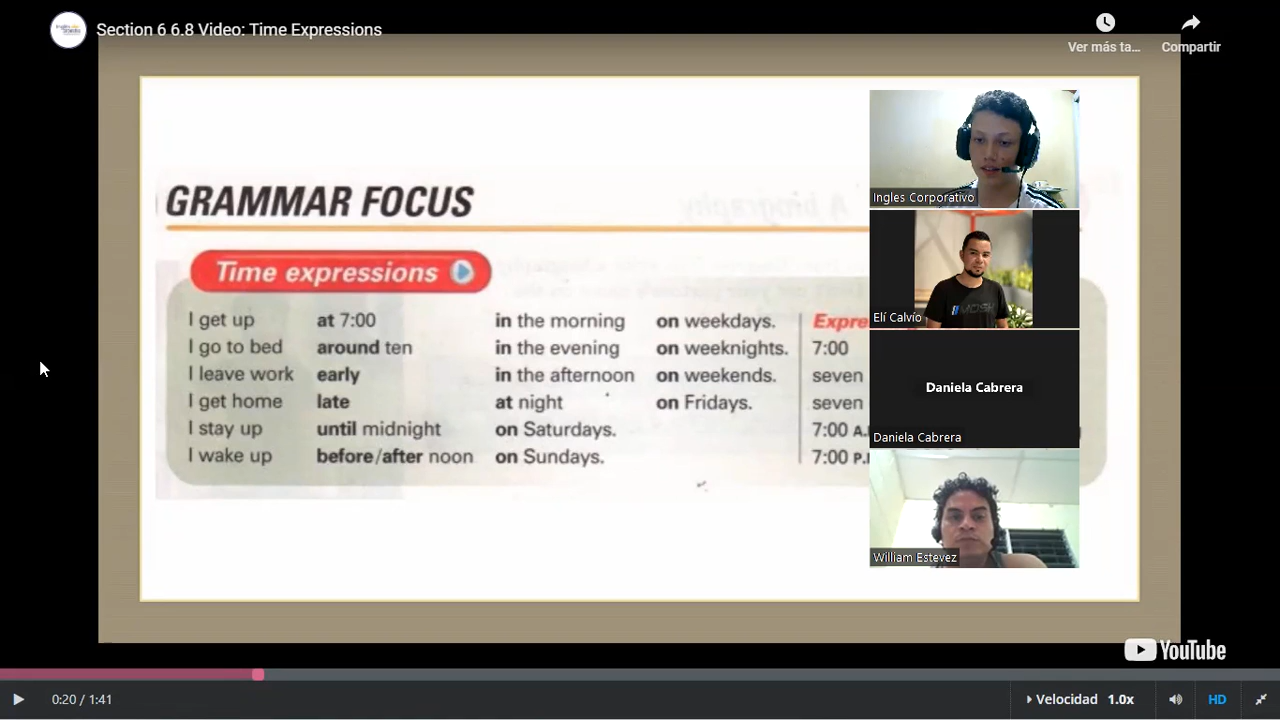 Section 6 6.8 Video: Time Expressions
Ver más ta...
Compartir
GRAMMAR FOCUS
Time expressions
I get up at 7:00 in the morning on weekdays.
I go to bed around ten in the evening on weeknights.
I leave work early in the afternoon on weekends.
I get home late at night on Fridays.
I stay up until midnight on Saturdays.
I wake up before/after noon on Sundays.
Expre
7:00
seven
seven
7:00 A.
7:00 P.
Ingles Corporativo
Elí Calvío
Daniela Cabrera
Daniela Cabrera
William Estevez
YouTube
0:20 / 1:41
Velocidad 1.0x
HD